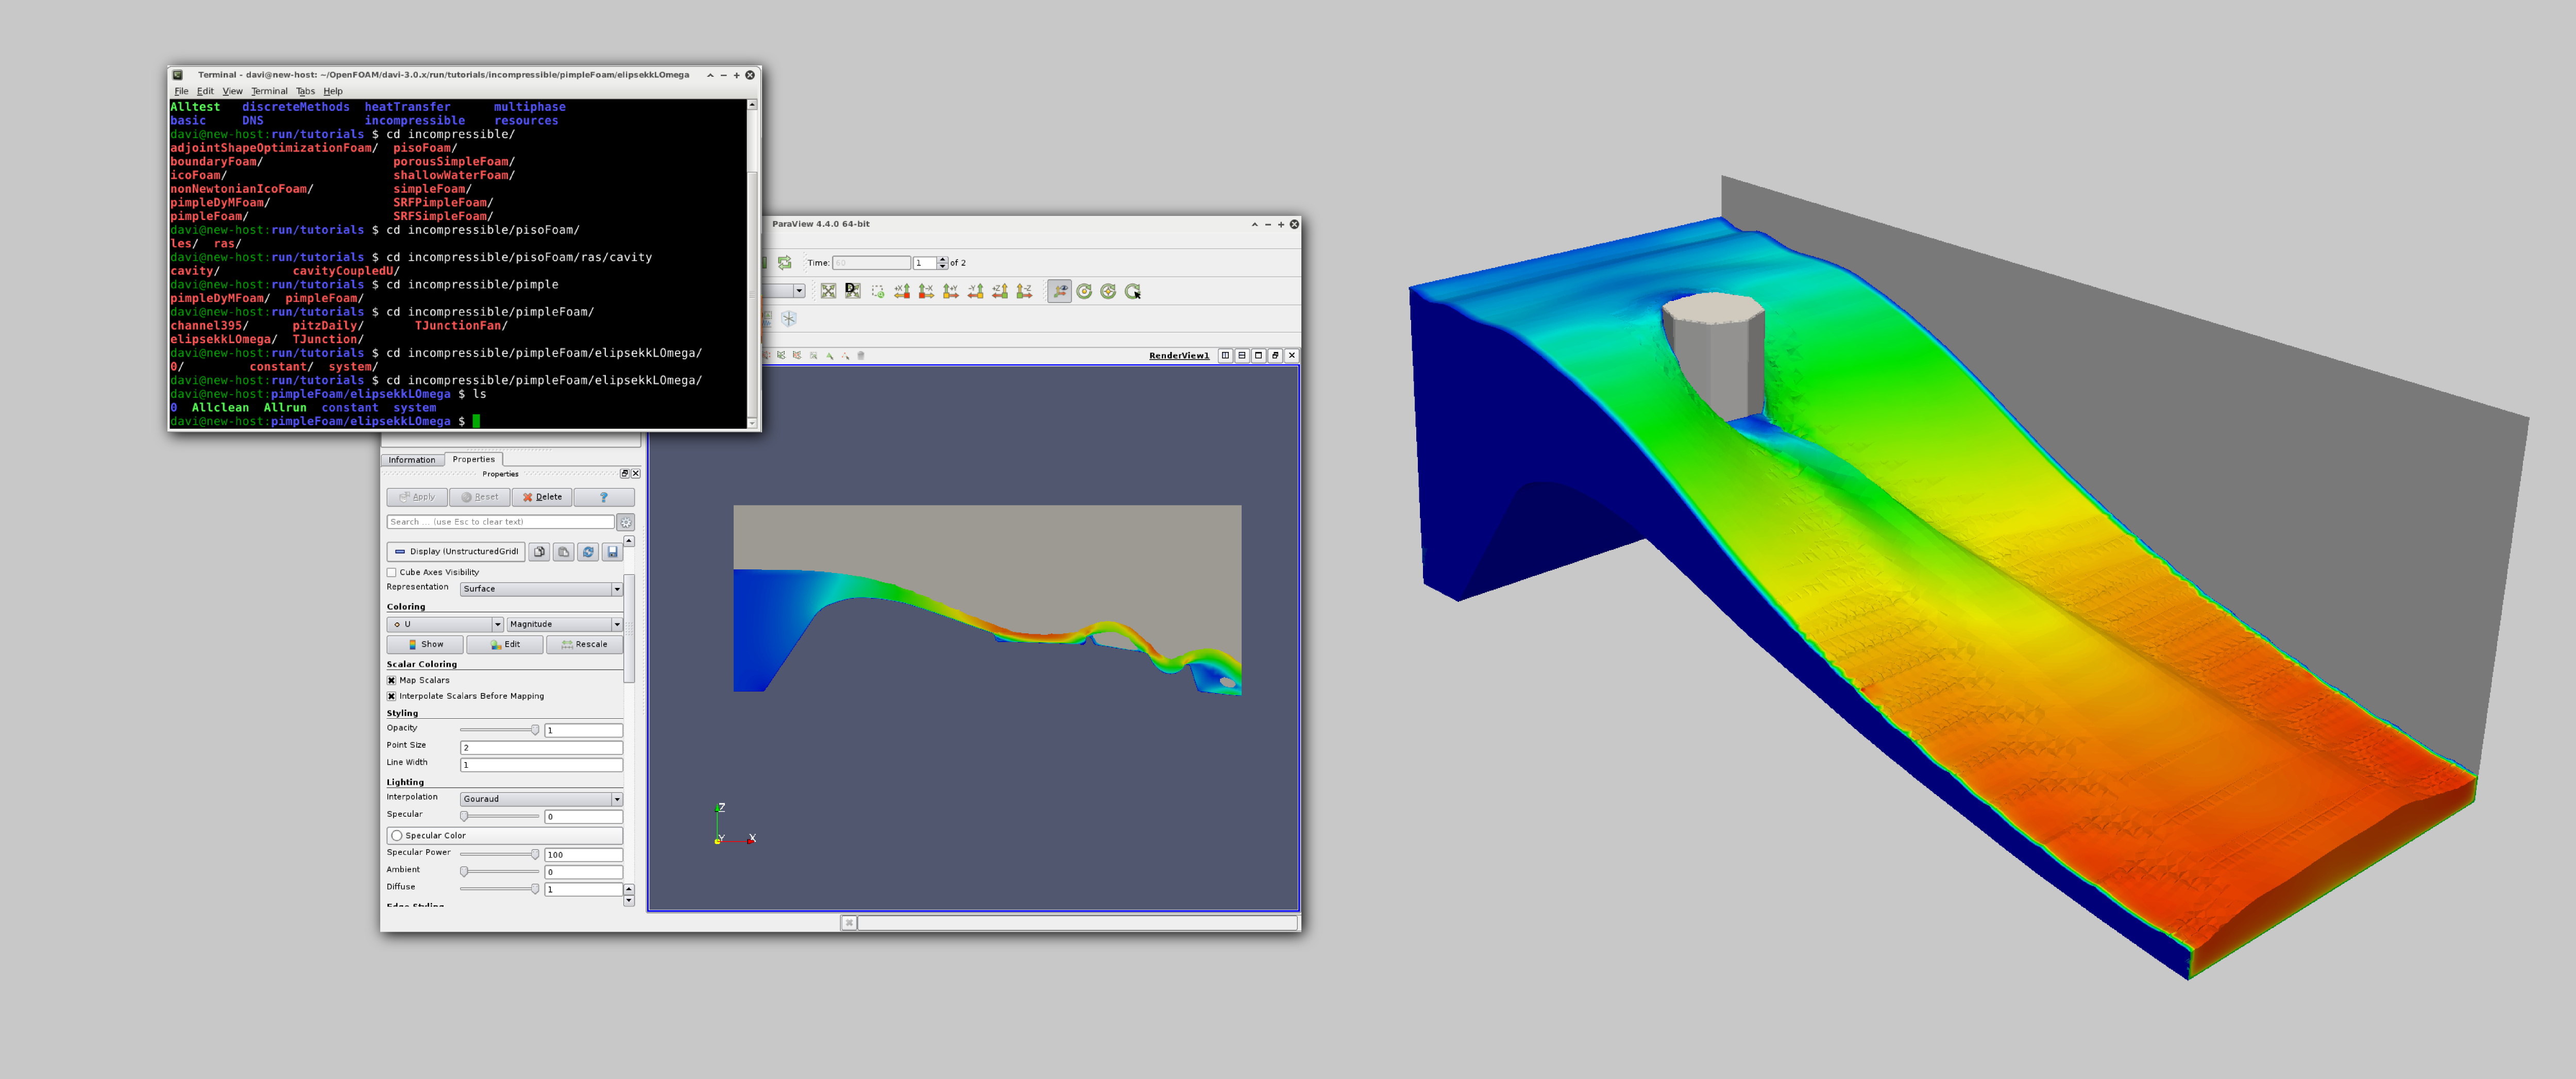 Terminal - davi@new-host: ~/OpenFOAM/davi-3.0.x/run/tutorials/incompressible/pimpleFoam/elipsekkLOmega
File Edit View Terminal Tabs Help
Alltest discreteMethods heatTransfer multiphase
basic DNS incompressible resources
davi@new-host:run/tutorials $ cd incompressible/
adjointShapeOptimizationFoam/ pisoFoam/
boundaryFoam/ porousSimpleFoam/
icoFoam/ shallowWaterFoam/
nonNewtonianIcoFoam/ simpleFoam/
pimpleDyMFoam/ SRFPimpleFoam/
pimpleFoam/ SRFSimpleFoam/
davi@new-host:run/tutorials $ cd incompressible/pisoFoam/
les/ ras/
davi@new-host:run/tutorials $ cd incompressible/pisoFoam/ras/cavity
cavity/ cavityCoupledU/
davi@new-host:run/tutorials $ cd incompressible/pimple
pimpleDyMFoam/ pimpleFoam/
davi@new-host:run/tutorials $ cd incompressible/pimpleFoam/
channel395/ pitzDaily/ TJunctionFan/
elipsekkLOmega/ TJunction/
davi@new-host:run/tutorials $ cd incompressible/pimpleFoam/elipsekkLOmega/
0/ constant/ system/
davi@new-host:run/tutorials $ cd incompressible/pimpleFoam/elipsekkLOmega/
davi@new-host:pimpleFoam/elipsekkLOmega $ ls
0 Allclean Allrun constant system
davi@new-host:pimpleFoam/elipsekkLOmega $
ParaView 4.4.0 64-bit
Time: 60 1 of 2
+X -X +Y -Y +Z -Z
RenderView1
Information Properties
Properties
Apply Reset Delete ?
Search ... (use Esc to clear text)
Display (UnstructuredGridI
Cube Axes Visibility
Representation Surface
Coloring
U Magnitude
Show Edit Rescale
Scalar Coloring
Map Scalars
Interpolate Scalars Before Mapping
Styling
Opacity 1
Point Size 2
Line Width 1
Lighting
Interpolation Gouraud
Specular 0
Specular Color
Specular Power 100
Ambient 0
Diffuse 1
Edge Styling
Z
Y X